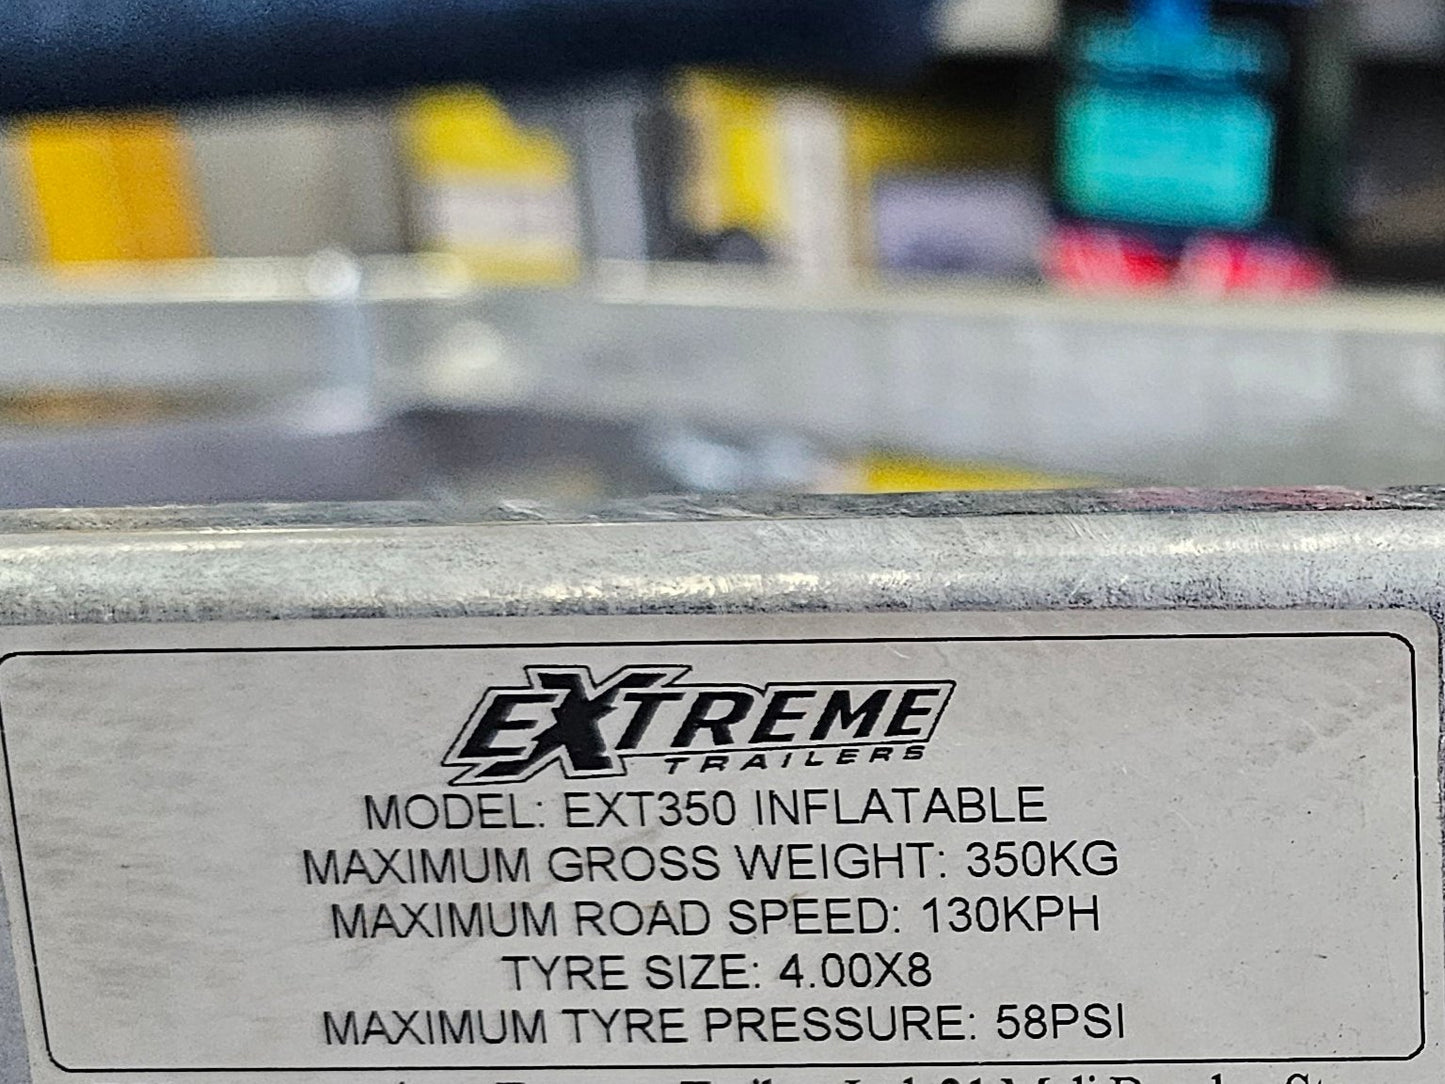 EXTREME
TRAILERS
MODEL: EXT350 INFLATABLE
MAXIMUM GROSS WEIGHT: 350KG
MAXIMUM ROAD SPEED: 130KPH
TYRE SIZE: 4.00X8
MAXIMUM TYRE PRESSURE: 58PSI